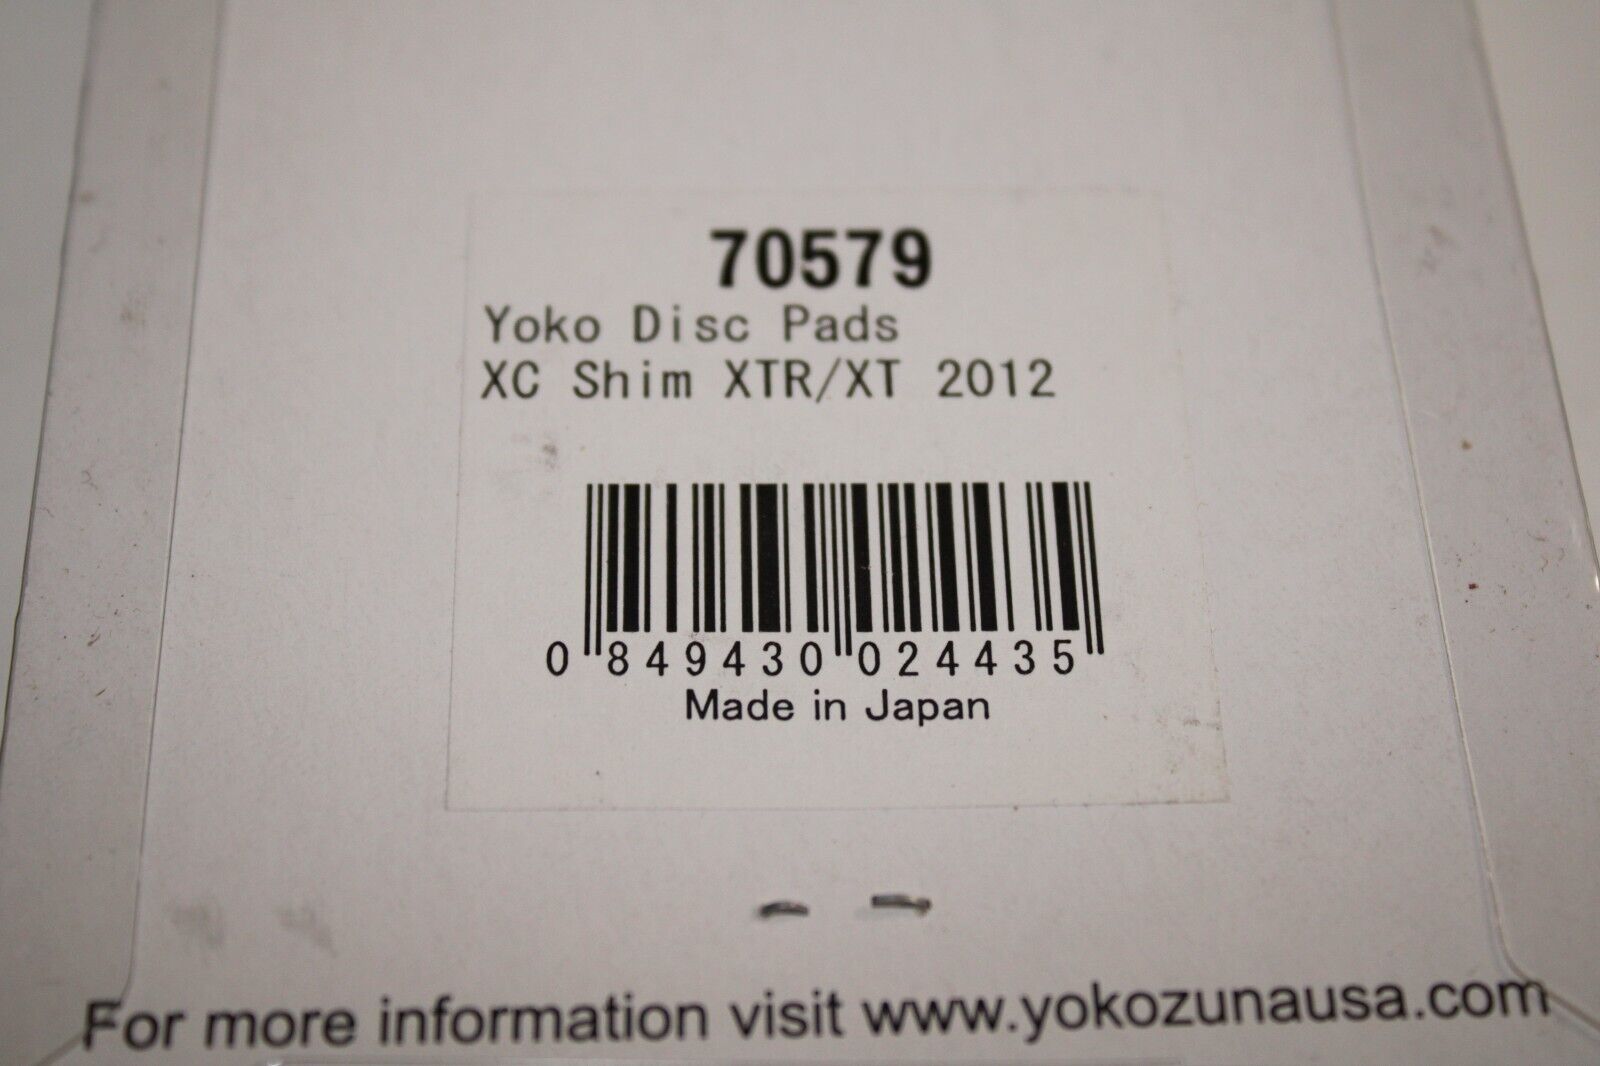 70579
Yoko Disc Pads
XC Shim XTR/XT 2012
0 849430 024435
Made in Japan
For more information visit www.yokozunausa.com